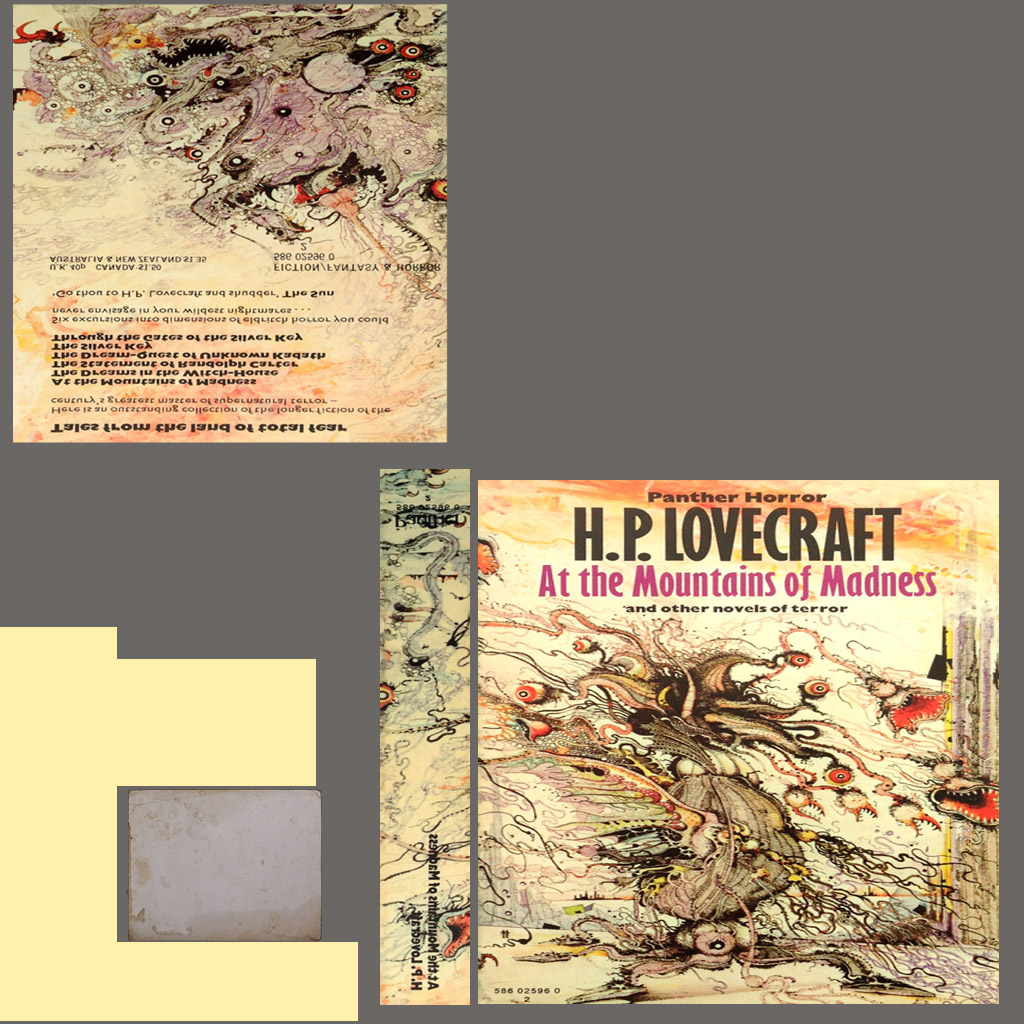 Tales from the land of total fear
Here is an outstanding collection of the longer fiction of the
century's greatest master of supernatural terror –
At the Mountains of Madness
The Dreams in the Witch-House
The Statement of Randolph Carter
The Dream-Quest of Unknown Kadath
The Silver Key
Through the Gates of the Silver Key
Six excursions into dimensions of eldritch horror you could
never envisage in your wildest nightmares . . .
'Go thou to H.P. Lovecraft and shudder' The Sun
U.K. 40p CANADA $1.50
AUSTRALIA & NEW ZEALAND $1.35
FICTION/FANTASY & HORROR
586 02596 0
2
H.P. Lovecraft
At the Mountains of Madness
Panther
586 02596 0
2
Panther Horror
H.P. LOVECRAFT
At the Mountains of Madness
and other novels of terror
586 02596 0
2